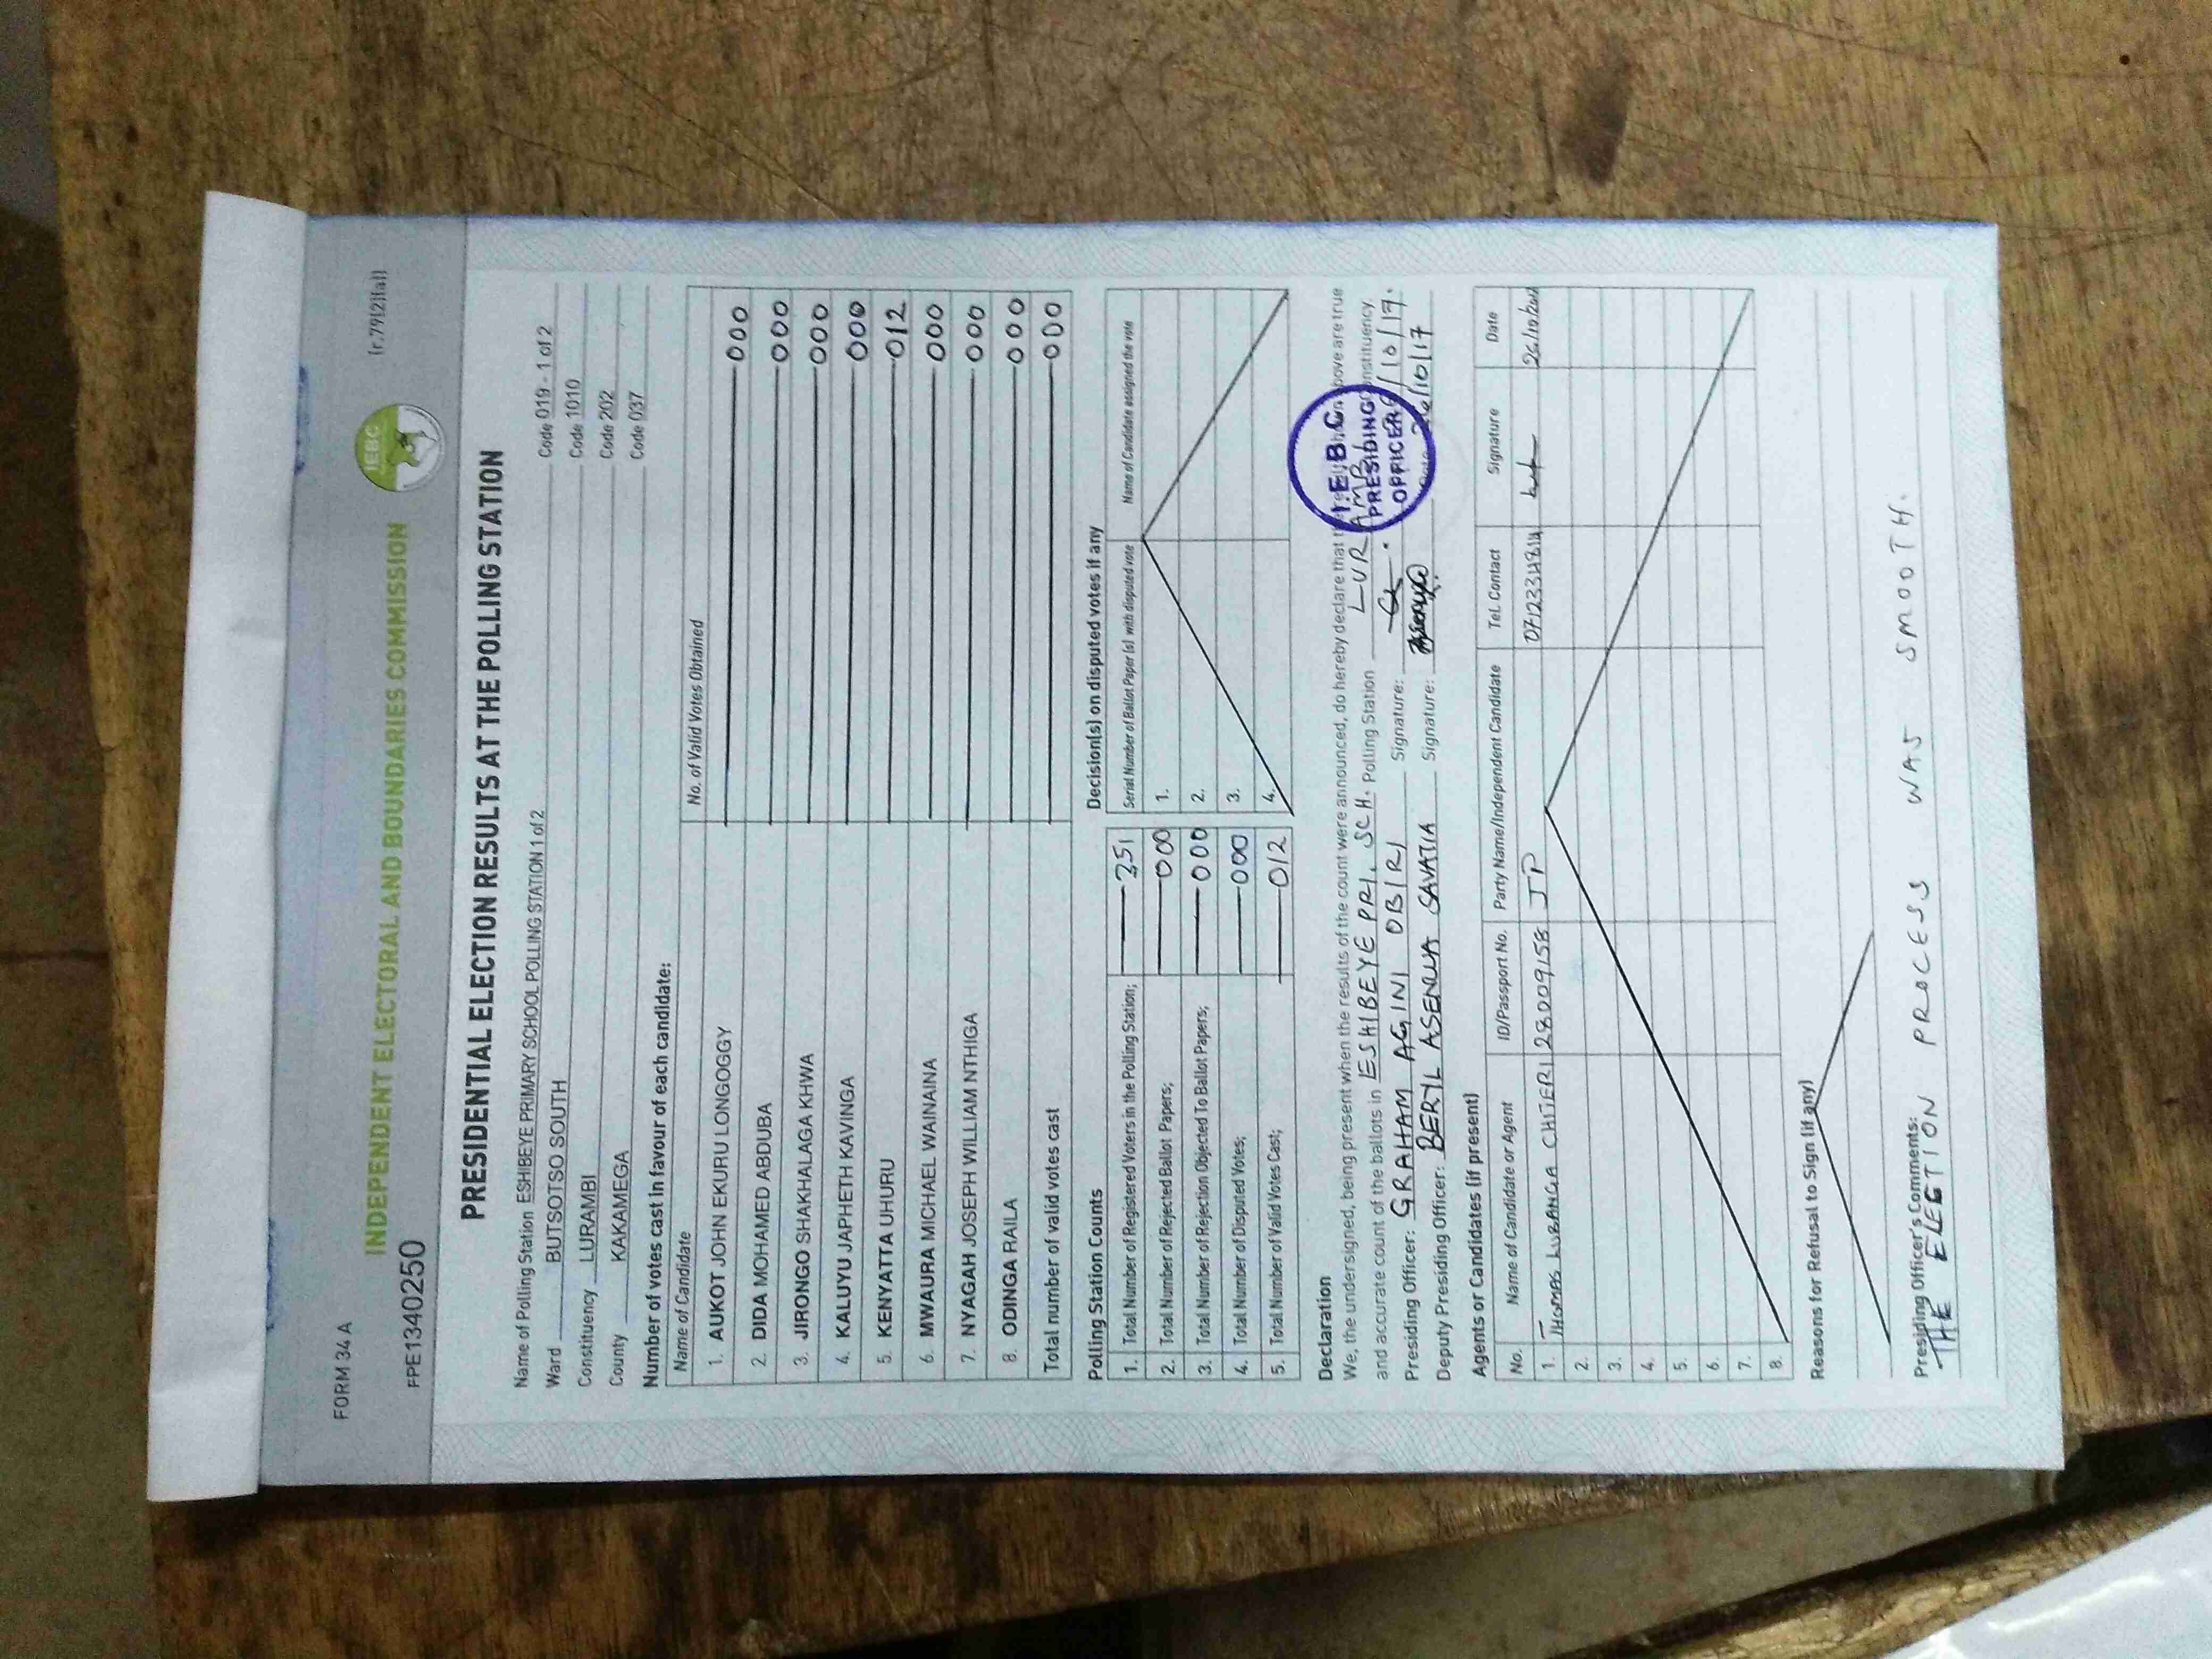 FORM 34 A
(r.79(2)(a))
INDEPENDENT ELECTORAL AND BOUNDARIES COMMISSION
IEBC
FPE1340250
PRESIDENTIAL ELECTION RESULTS AT THE POLLING STATION
Name of Polling Station ESHIBEYE PRIMARY SCHOOL POLLING STATION 1 of 2 Code 019 - 1 of 2
Ward BUTSOTSO SOUTH Code 1010
Constituency LURAMBI Code 202
County KAKAMEGA Code 037
Number of votes cast in favour of each candidate:
Name of Candidate No. of Valid Votes Obtained
1. AUKOT JOHN EKURU LONGOGGY 000
2. DIDA MOHAMED ABDUBA 000
3. JIRONGO SHAKHALAGA KHWA 000
4. KALUYU JAPHETH KAVINGA 000
5. KENYATTA UHURU 012
6. MWAURA MICHAEL WAINAINA 000
7. NYAGAH JOSEPH WILLIAM NTHIGA 000
8. ODINGA RAILA 000
Total number of valid votes cast 000
Polling Station Counts
1. Total Number of Registered Voters in the Polling Station; 351
2. Total Number of Rejected Ballot Papers; 000
3. Total Number of Rejection Objected To Ballot Papers; 000
4. Total Number of Disputed Votes; 000
5. Total Number of Valid Votes Cast; 012
Decision(s) on disputed votes if any
Serial Number of Ballot Paper (s) with disputed vote Name of Candidate assigned the vote
1.
2.
3.
4.
Declaration
We, the undersigned, being present when the results of the count were announced, do hereby declare that the above are true
and accurate count of the ballots in ESHIBEYE PRI. SCH. Polling Station LURAMBI Constituency.
Presiding Officer: GRAHAM AGINI OBIRI Signature: /10/17.
Deputy Presiding Officer: BERYL ASENWA SAVATIA Signature: 26/10/17
I.E.B.C
PRESIDING
OFFICER
Agents or Candidates (if present)
No. Name of Candidate or Agent ID/Passport No. Party Name/Independent Candidate Tel. Contact Signature Date
1. THOMAS LUBANGA CHITERI 28009158 JP 0712334814 26/10/2017
2.
3.
4.
5.
6.
7.
8.
Reasons for Refusal to Sign (if any)
Presiding Officer's Comments:
THE ELETION PROCESS WAS SMOOTH.